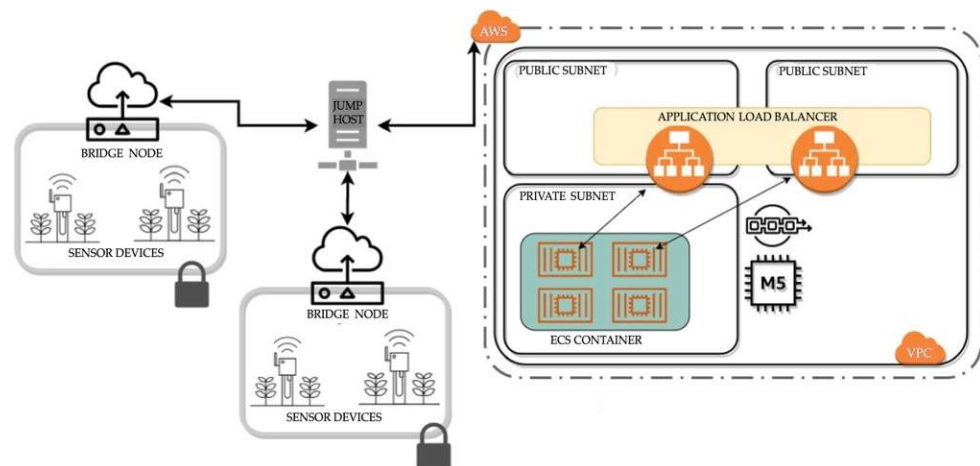 AWS
PUBLIC SUBNET
PUBLIC SUBNET
JUMP
HOST
APPLICATION LOAD BALANCER
BRIDGE NODE
PRIVATE SUBNET
SENSOR DEVICES
M5
BRIDGE NODE
ECS CONTAINER
VPC
SENSOR DEVICES